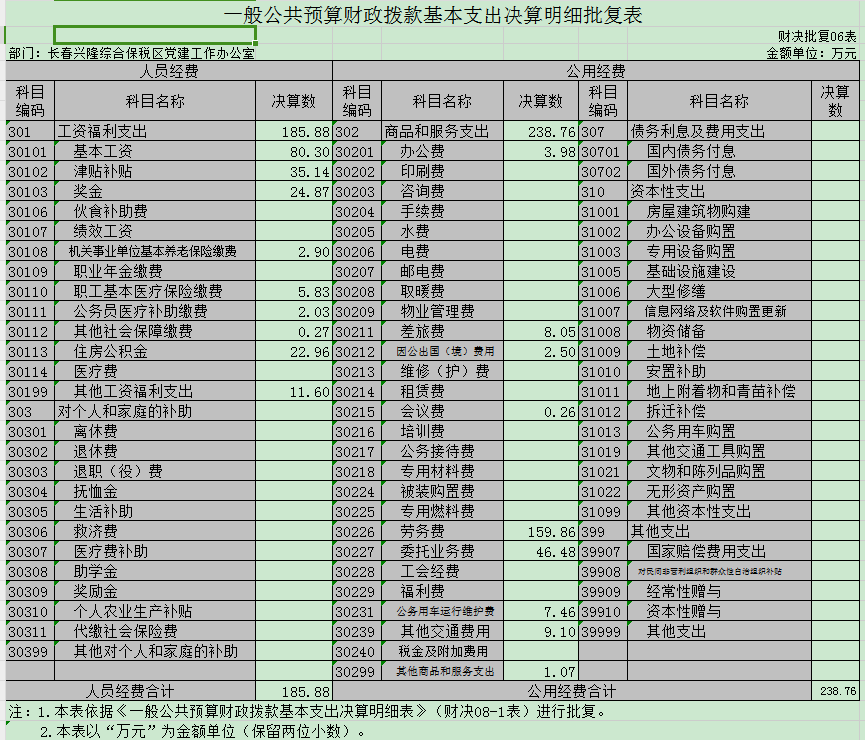 一般公共预算财政拨款基本支出决算明细批复表
财决批复06表
部门：长春兴隆综合保税区党建工作办公室 金额单位：万元
人员经费 公用经费
科目编码 科目名称 决算数 科目编码 科目名称 决算数 科目编码 科目名称 决算数
301 工资福利支出 185.88 302 商品和服务支出 238.76 307 债务利息及费用支出
30101 基本工资 80.30 30201 办公费 3.98 30701 国内债务付息
30102 津贴补贴 35.14 30202 印刷费 30702 国外债务付息
30103 奖金 24.87 30203 咨询费 310 资本性支出
30106 伙食补助费 30204 手续费 31001 房屋建筑物购建
30107 绩效工资 30205 水费 31002 办公设备购置
30108 机关事业单位基本养老保险缴费 2.90 30206 电费 31003 专用设备购置
30109 职业年金缴费 30207 邮电费 31005 基础设施建设
30110 职工基本医疗保险缴费 5.83 30208 取暖费 31006 大型修缮
30111 公务员医疗补助缴费 2.03 30209 物业管理费 31007 信息网络及软件购置更新
30112 其他社会保障缴费 0.27 30211 差旅费 8.05 31008 物资储备
30113 住房公积金 22.96 30212 因公出国（境）费用 2.50 31009 土地补偿
30114 医疗费 30213 维修（护）费 31010 安置补助
30199 其他工资福利支出 11.60 30214 租赁费 31011 地上附着物和青苗补偿
303 对个人和家庭的补助 30215 会议费 0.26 31012 拆迁补偿
30301 离休费 30216 培训费 31013 公务用车购置
30302 退休费 30217 公务接待费 31019 其他交通工具购置
30303 退职（役）费 30218 专用材料费 31021 文物和陈列品购置
30304 抚恤金 30224 被装购置费 31022 无形资产购置
30305 生活补助 30225 专用燃料费 31099 其他资本性支出
30306 救济费 30226 劳务费 159.86 399 其他支出
30307 医疗费补助 30227 委托业务费 46.48 39907 国家赔偿费用支出
30308 助学金 30228 工会经费 39908 对民间非营利组织和群众性自治组织补贴
30309 奖励金 30229 福利费 39909 经常性赠与
30310 个人农业生产补贴 30231 公务用车运行维护费 7.46 39910 资本性赠与
30311 代缴社会保险费 30239 其他交通费用 9.10 39999 其他支出
30399 其他对个人和家庭的补助 30240 税金及附加费用
30299 其他商品和服务支出 1.07
人员经费合计 185.88 公用经费合计 238.76
注：1.本表依据《一般公共预算财政拨款基本支出决算明细表》（财决08-1表）进行批复。
2.本表以“万元”为金额单位（保留两位小数）。